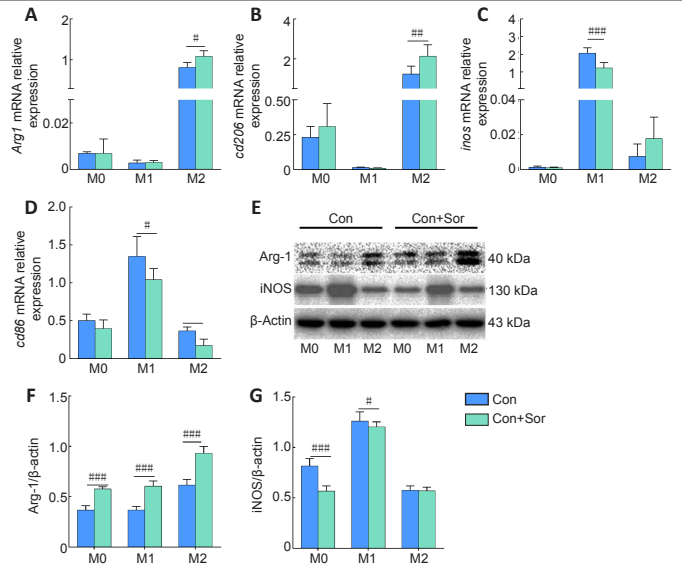 A
Arg1 mRNA relative
expression
1
2
1
0.02
0
#
M0 M1 M2
B
cd206 mRNA relative
expression
4
3
2
1
0.50
0.25
0
##
M0 M1 M2
C
inos mRNA relative
expression
4
3
2
1
0.04
0.02
0
###
M0 M1 M2
D
cd86 mRNA relative
expression
2.0
1.5
1.0
0.5
0
#
M0 M1 M2
E
Con Con+Sor
Arg-1 40 kDa
iNOS 130 kDa
β-Actin 43 kDa
M0 M1 M2 M0 M1 M2
F
Arg-1/β-actin
1.5
1.0
0.5
0
### ### ###
M0 M1 M2
G
iNOS/β-actin
1.5
1.0
0.5
0
### #
M0 M1 M2
Con
Con+Sor